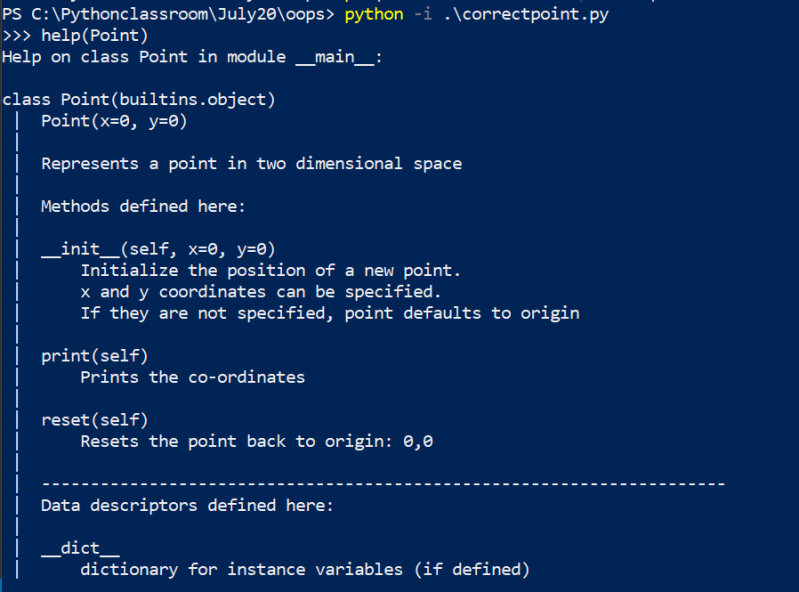 PS C:\Pythonclassroom\July20\oops> python -i .\correctpoint.py
>>> help(Point)
Help on class Point in module __main__:

class Point(builtins.object)
 |  Point(x=0, y=0)
 |
 |  Represents a point in two dimensional space
 |
 |  Methods defined here:
 |
 |  __init__(self, x=0, y=0)
 |      Initialize the position of a new point.
 |      x and y coordinates can be specified.
 |      If they are not specified, point defaults to origin
 |
 |  print(self)
 |      Prints the co-ordinates
 |
 |  reset(self)
 |      Resets the point back to origin: 0,0
 |
 |  ----------------------------------------------------------------------
 |  Data descriptors defined here:
 |
 |  __dict__
 |      dictionary for instance variables (if defined)